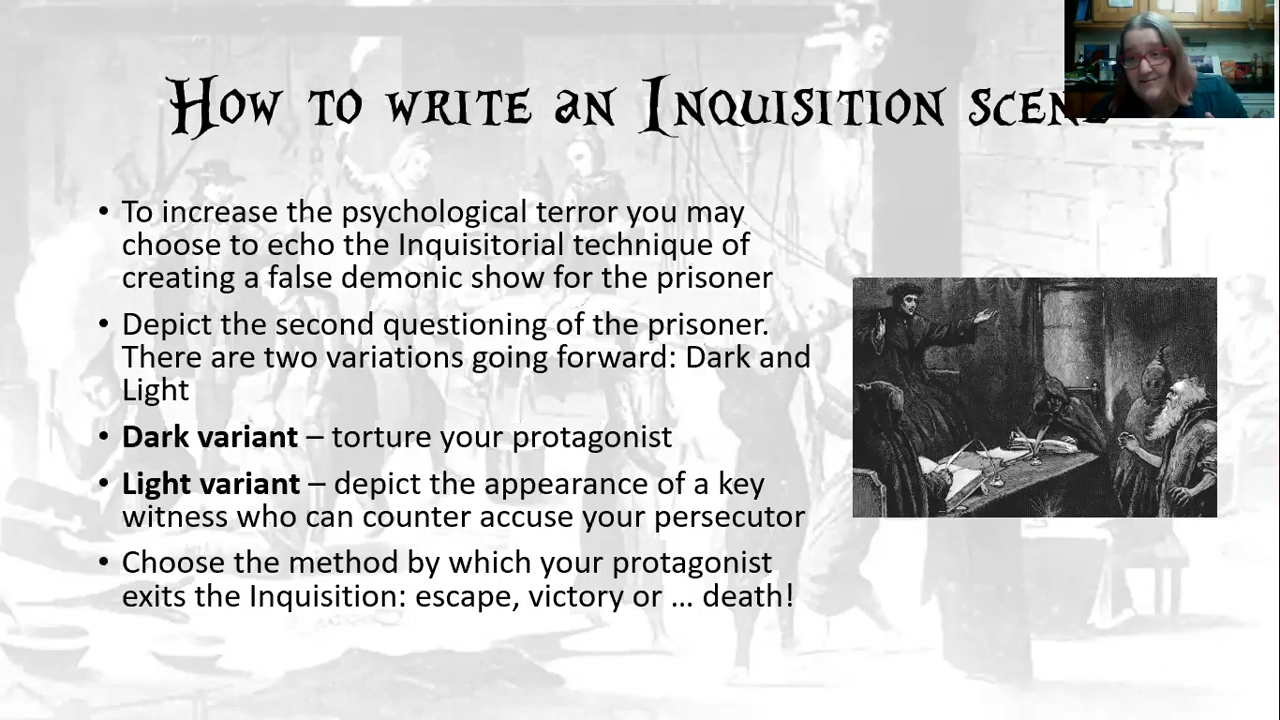 How to write an Inquisition scene
• To increase the psychological terror you may
choose to echo the Inquisitorial technique of
creating a false demonic show for the prisoner
• Depict the second questioning of the prisoner.
There are two variations going forward: Dark and
Light
• Dark variant – torture your protagonist
• Light variant – depict the appearance of a key
witness who can counter accuse your persecutor
• Choose the method by which your protagonist
exits the Inquisition: escape, victory or … death!